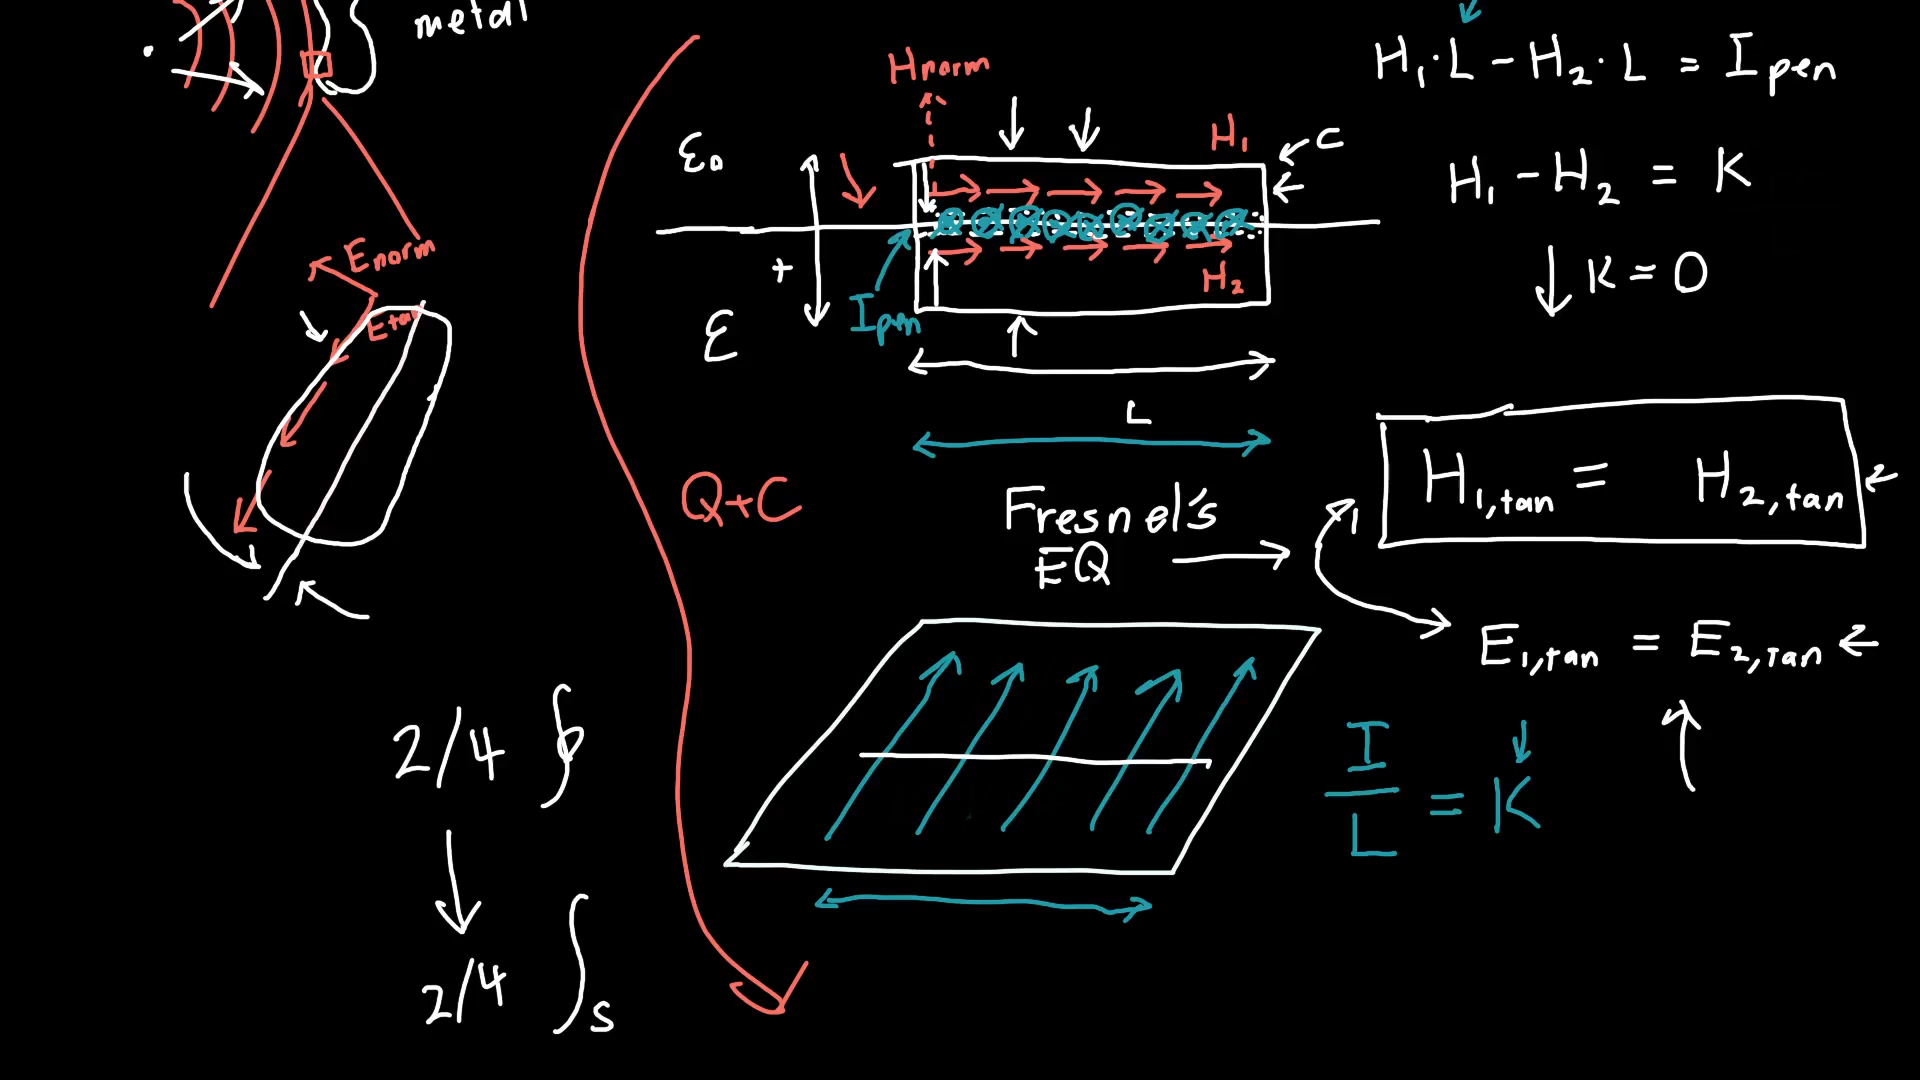 metal
H₁·L - H₂·L = Ipen
Hnorm
H₁
C
ε₀
H₁ - H₂ = K
Enorm
+
K = 0
Etan
H₂
Ipen
ε
L
H₁,tan = H₂,tan
Q+C
Fresnel's
EQ
E₁,tan = E₂,tan
2/4 ∮
I/L = K
2/4 ∫s